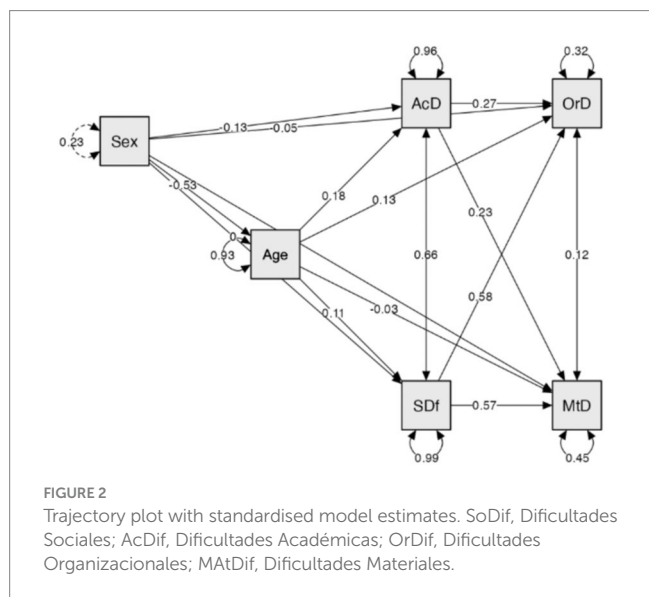 0.96
0.32
AcD
0.27
OrD
-0.13
-0.05
0.23
Sex
-0.53
0.18
0.13
0.23
0
Age
0.93
0.66
0.12
0.58
-0.03
0.11
SDf
0.57
MtD
0.99
0.45
FIGURE 2
Trajectory plot with standardised model estimates. SoDif, Dificultades
Sociales; AcDif, Dificultades Académicas; OrDif, Dificultades
Organizacionales; MAtDif, Dificultades Materiales.